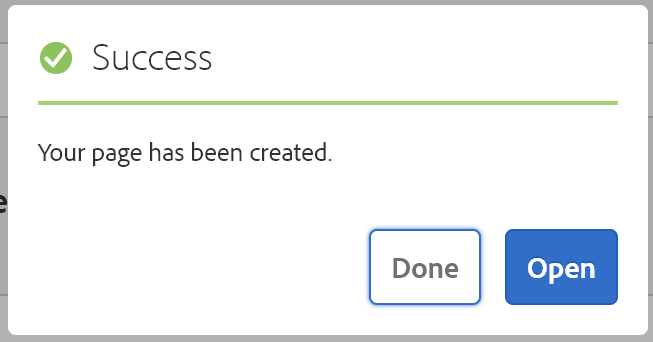 Success
Your page has been created.
e
Done
Open